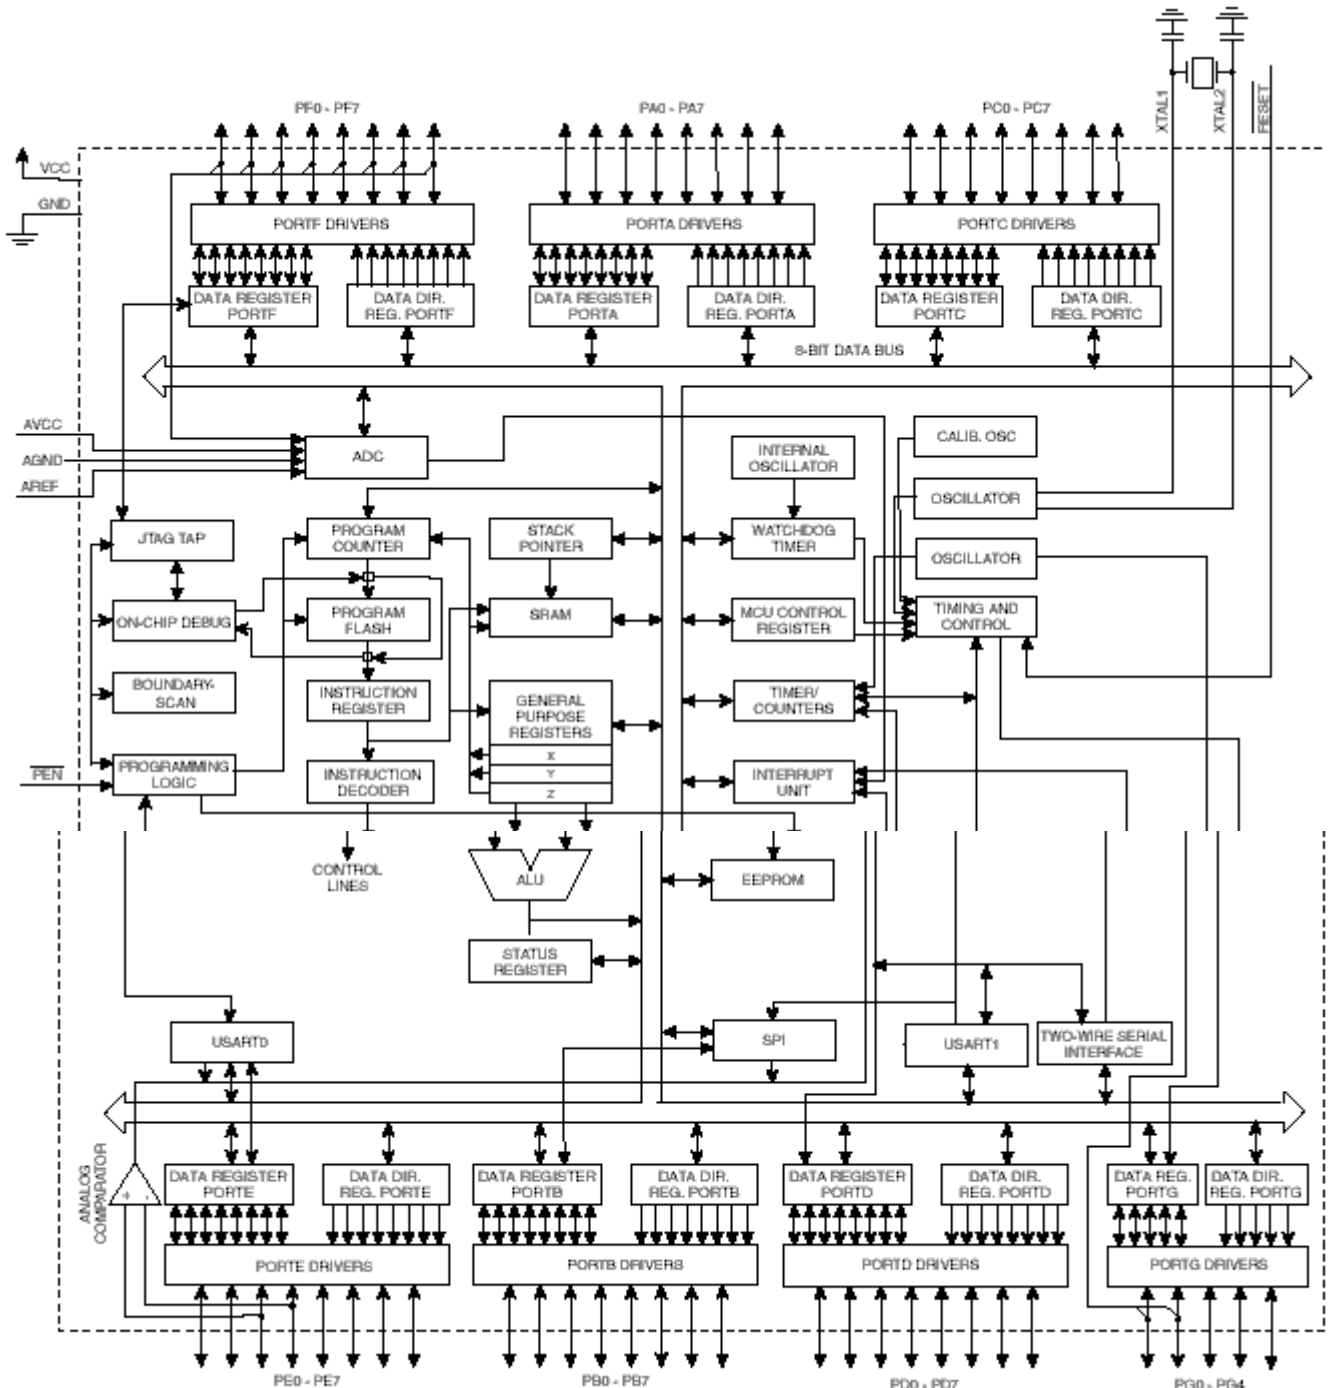 XTAL1
XTAL2
RESET
PF0 - PF7
PA0 - PA7
PC0 - PC7
VCC
GND
PORTF DRIVERS
PORTA DRIVERS
PORTC DRIVERS
DATA REGISTER
PORTF
DATA DIR.
REG. PORTF
DATA REGISTER
PORTA
DATA DIR.
REG. PORTA
DATA REGISTER
PORTC
DATA DIR.
REG. PORTC
8-BIT DATA BUS
AVCC
AGND
AREF
ADC
INTERNAL
OSCILLATOR
CALIB. OSC
OSCILLATOR
JTAG TAP
PROGRAM
COUNTER
STACK
POINTER
WATCHDOG
TIMER
OSCILLATOR
ON-CHIP DEBUG
PROGRAM
FLASH
SRAM
MCU CONTROL
REGISTER
TIMING AND
CONTROL
BOUNDARY-
SCAN
INSTRUCTION
REGISTER
GENERAL
PURPOSE
REGISTERS
X
Y
Z
TIMER/
COUNTERS
PEN
PROGRAMMING
LOGIC
INSTRUCTION
DECODER
INTERRUPT
UNIT
CONTROL
LINES
ALU
EEPROM
STATUS
REGISTER
USART0
SPI
USART1
TWO-WIRE SERIAL
INTERFACE
ANALOG
COMPARATOR
+ -
DATA REGISTER
PORTE
DATA DIR.
REG. PORTE
DATA REGISTER
PORTB
DATA DIR.
REG. PORTB
DATA REGISTER
PORTD
DATA DIR.
REG. PORTD
DATA REG.
PORTG
DATA DIR.
REG. PORTG
PORTE DRIVERS
PORTB DRIVERS
PORTD DRIVERS
PORTG DRIVERS
PE0 - PE7
PB0 - PB7
PD0 - PD7
PG0 - PG4